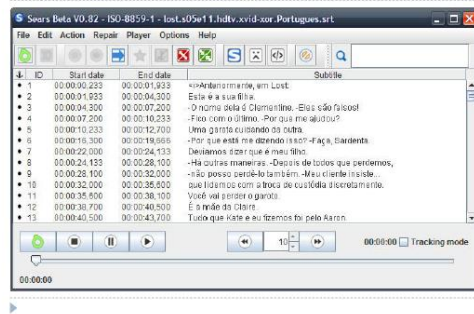 Sears Beta V0.82 - ISO-8859-1 - lost.s05e11.hdtv.xvid-xor.Portugues.srt
File Edit Action Repair Player Options Help
ID Start date End date Subtitle
1 00:00:00,233 00:00:01,933 <i>Anteriormente, em Lost:
2 00:00:01,933 00:00:04,300 Esta é a sua filha.
3 00:00:04,300 00:00:07,200 -O nome dela é Clementine. -Eles são falsos!
4 00:00:07,200 00:00:10,233 -Fico com o último. -Por que me ajudou?
5 00:00:10,233 00:00:12,700 Uma garota cuidando da outra.
6 00:00:16,300 00:00:19,666 -Por que está me dizendo isso? -Faça, Sardenta.
7 00:00:22,000 00:00:24,133 Devíamos dizer que é meu filho.
8 00:00:24,133 00:00:28,100 -Há outras maneiras. -Depois de todos que perdemos,
9 00:00:28,100 00:00:32,000 -não posso perdê-lo também. -Meu cliente insiste...
10 00:00:32,000 00:00:35,600 que lidemos com a troca de custódia discretamente.
11 00:00:35,600 00:00:38,100 Você vai perder o garoto.
12 00:00:38,700 00:00:40,500 É a mãe da Claire.
13 00:00:40,500 00:00:43,700 Tudo que Kate e eu fizemos foi pelo Aaron.
10 00:00:00 Tracking mode
00:00:00